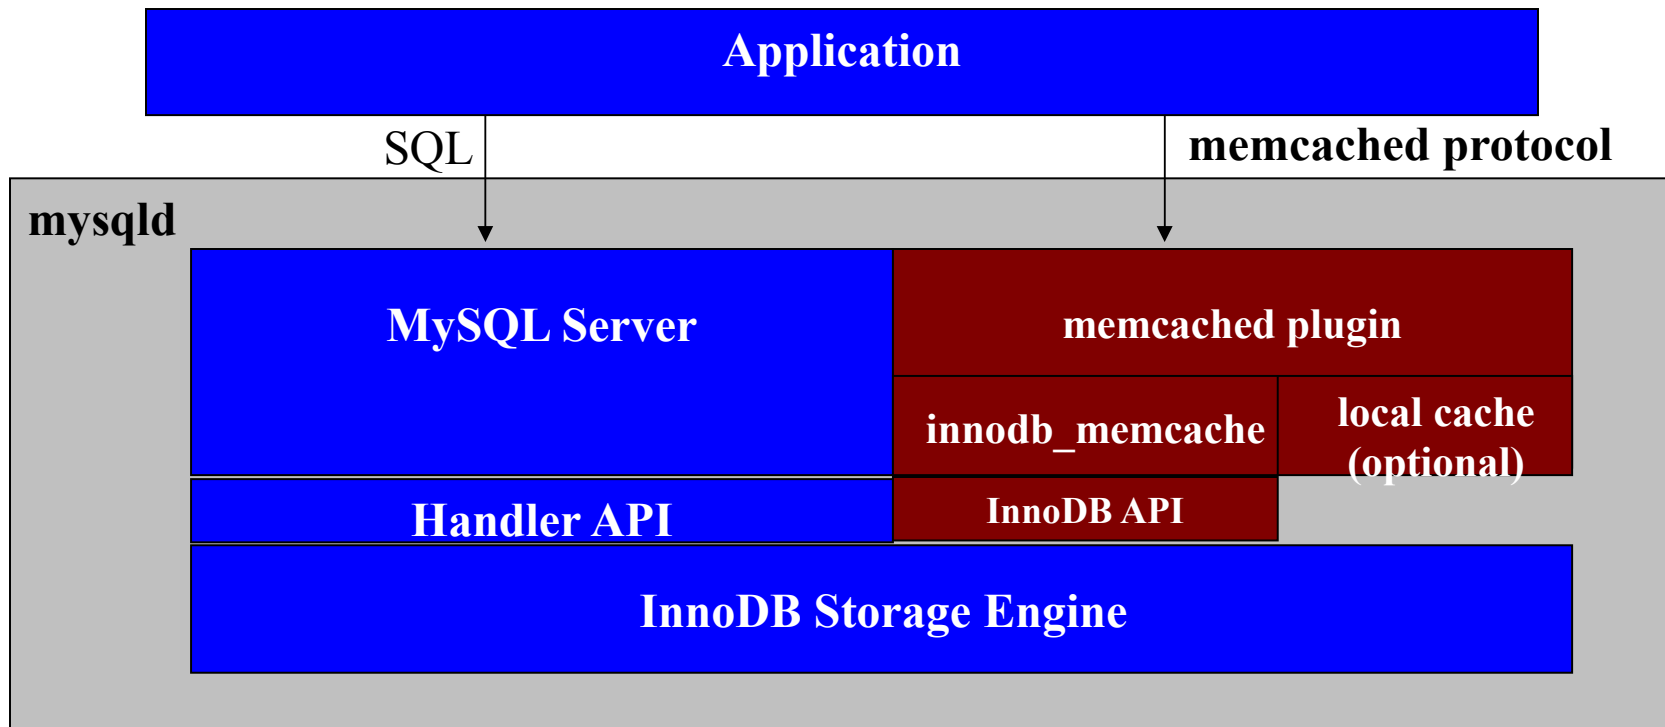 Application
SQL
memcached protocol
mysqld
MySQL Server
memcached plugin
innodb_memcache
local cache
(optional)
Handler API
InnoDB API
InnoDB Storage Engine